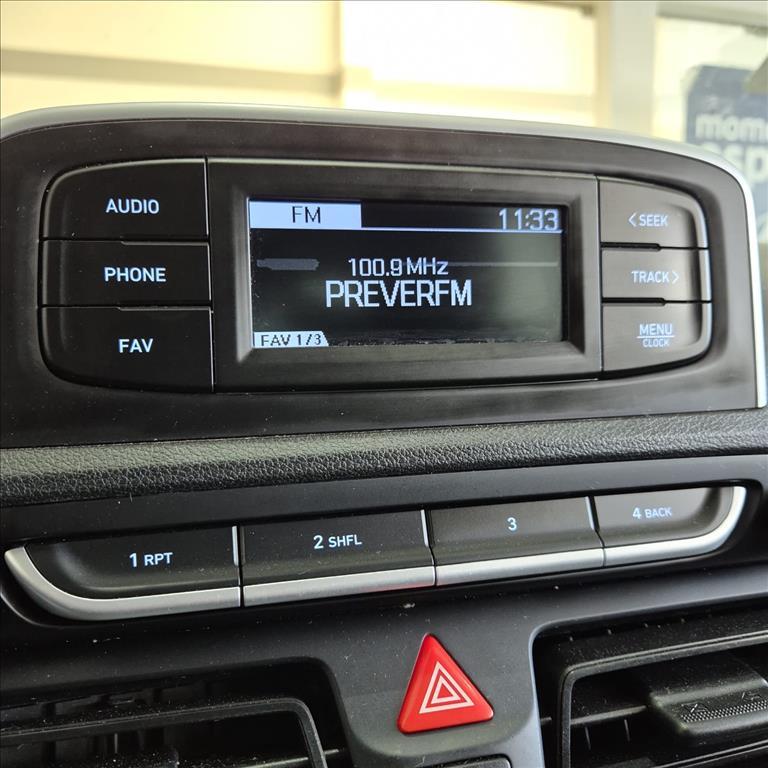 AUDIO
PHONE
FAV
FM 11:33
100.9 MHz
PREVERFM
FAV 1/3
<SEEK
TRACK>
MENU
CLOCK
1 RPT
2 SHFL
3
4 BACK